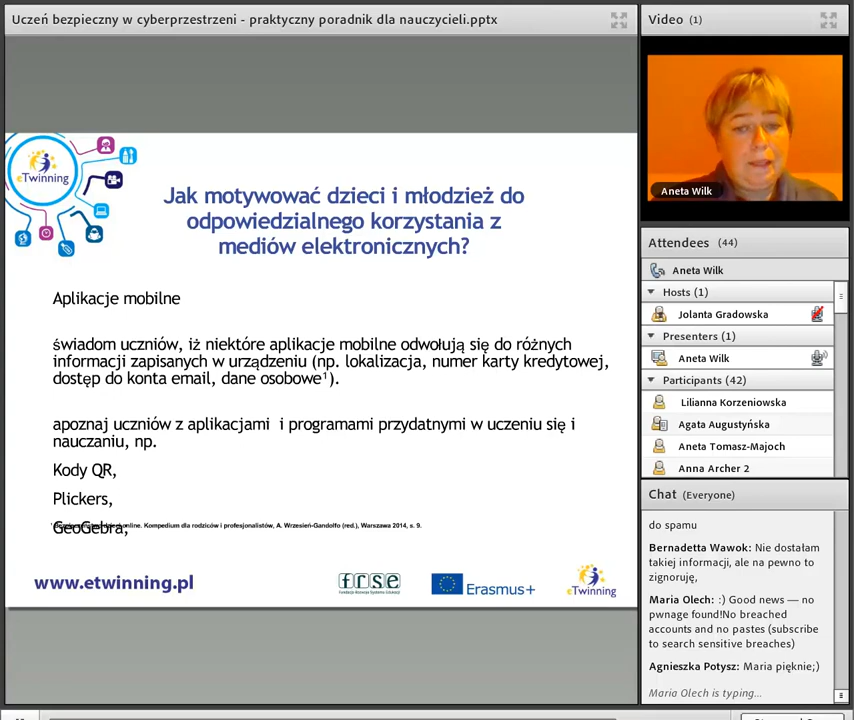 Uczeń bezpieczny w cyberprzestrzeni - praktyczny poradnik dla nauczycieli.pptx
eTwinning
Jak motywować dzieci i młodzież do
odpowiedzialnego korzystania z
mediów elektronicznych?
Aplikacje mobilne
świadom uczniów, iż niektóre aplikacje mobilne odwołują się do różnych
informacji zapisanych w urządzeniu (np. lokalizacja, numer karty kredytowej,
dostęp do konta email, dane osobowe¹).
apoznaj uczniów z aplikacjami i programami przydatnymi w uczeniu się i
nauczaniu, np.
Kody QR,
Plickers,
GeoGebra,
online. Kompedium dla rodziców i profesjonalistów, A. Wrzesień-Gandolfo (red.), Warszawa 2014, s. 9.
www.etwinning.pl
frse
Fundacja Rozwoju Systemu Edukacji
Erasmus+
eTwinning
Video (1)
Aneta Wilk
Attendees (44)
Aneta Wilk
Hosts (1)
Jolanta Gradowska
Presenters (1)
Aneta Wilk
Participants (42)
Lilianna Korzeniowska
Agata Augustyńska
Aneta Tomasz-Majoch
Anna Archer 2
Chat (Everyone)
do spamu
Bernadetta Wawok: Nie dostałam
takiej informacji, ale na pewno to
zignoruję,
Maria Olech: :) Good news — no
pwnage found!No breached
accounts and no pastes (subscribe
to search sensitive breaches)
Agnieszka Potysz: Maria pięknie;)
Maria Olech is typing...